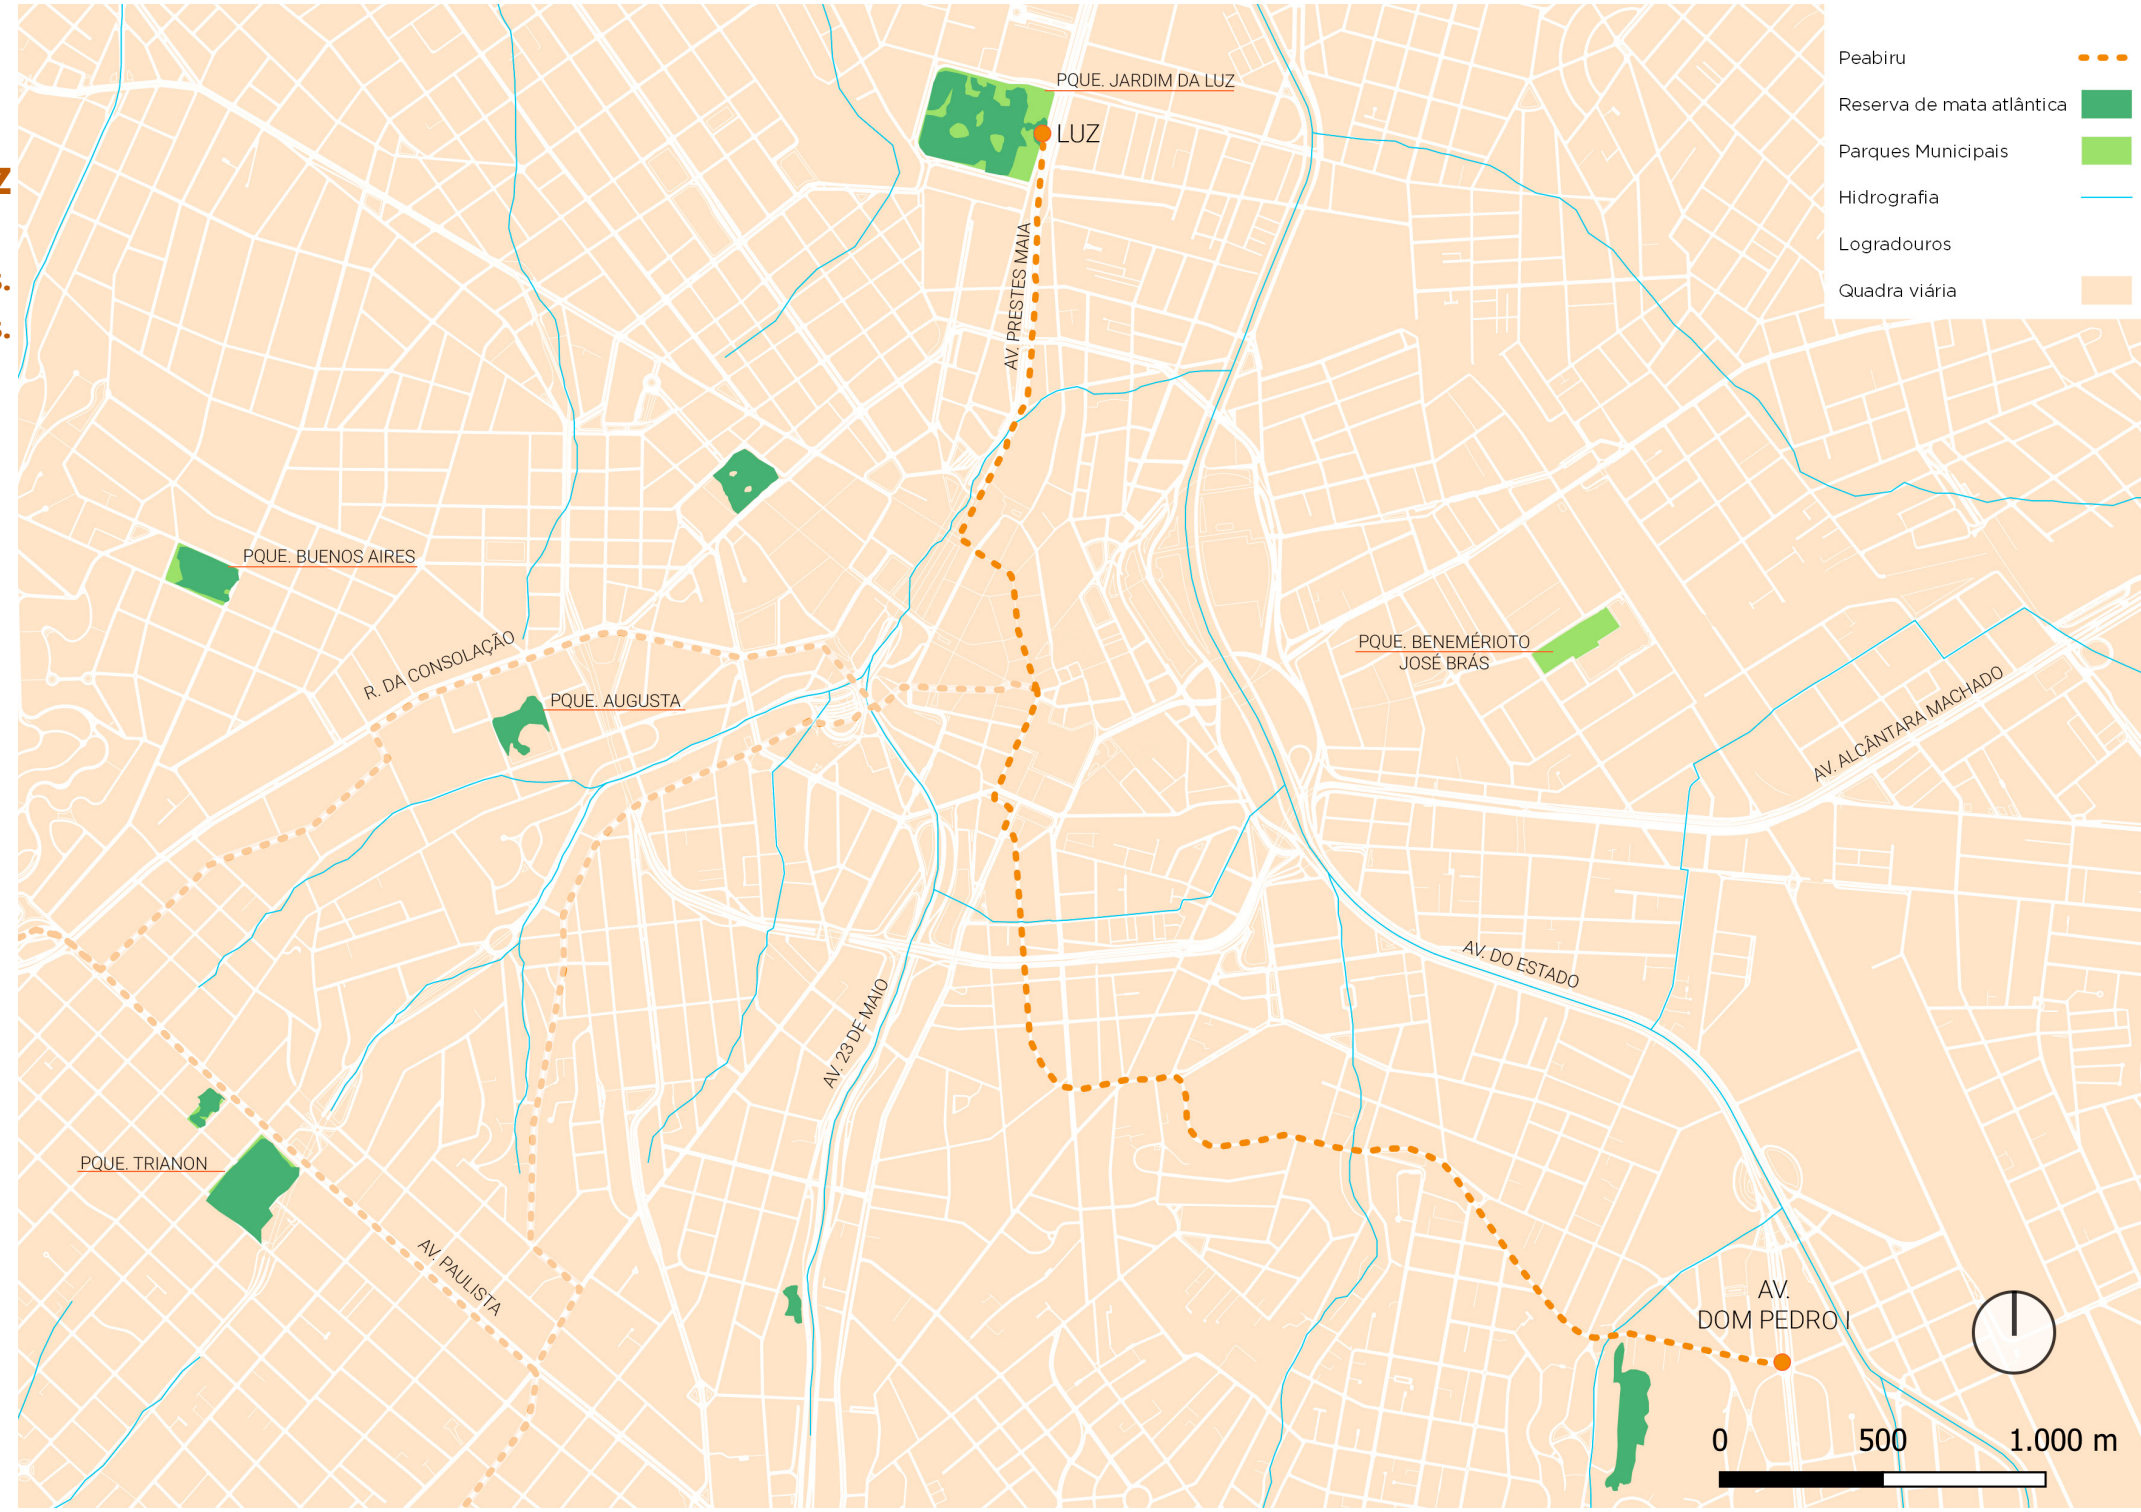 PQUE. JARDIM DA LUZ
LUZ
Z
S.
S.
AV. PRESTES MAIA
Peabiru
Reserva de mata atlântica
Parques Municipais
Hidrografia
Logradouros
Quadra viária
PQUE. BUENOS AIRES
R. DA CONSOLAÇÃO
PQUE. AUGUSTA
PQUE. BENEMÉRIOTO
JOSÉ BRÁS
AV. ALCÂNTARA MACHADO
AV. DO ESTADO
AV. 23 DE MAIO
PQUE. TRIANON
AV. PAULISTA
AV.
DOM PEDRO I
0 500 1.000 m